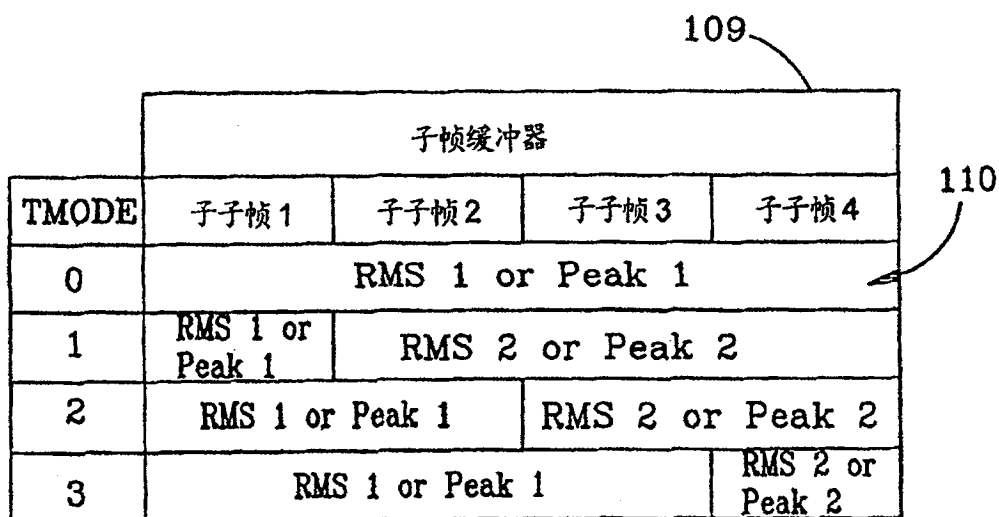 109
子帧缓冲器
110
TMODE 子子帧1 子子帧2 子子帧3 子子帧4
0 RMS 1 or Peak 1
1 RMS 1 or Peak 1 RMS 2 or Peak 2
2 RMS 1 or Peak 1 RMS 2 or Peak 2
3 RMS 1 or Peak 1 RMS 2 or Peak 2